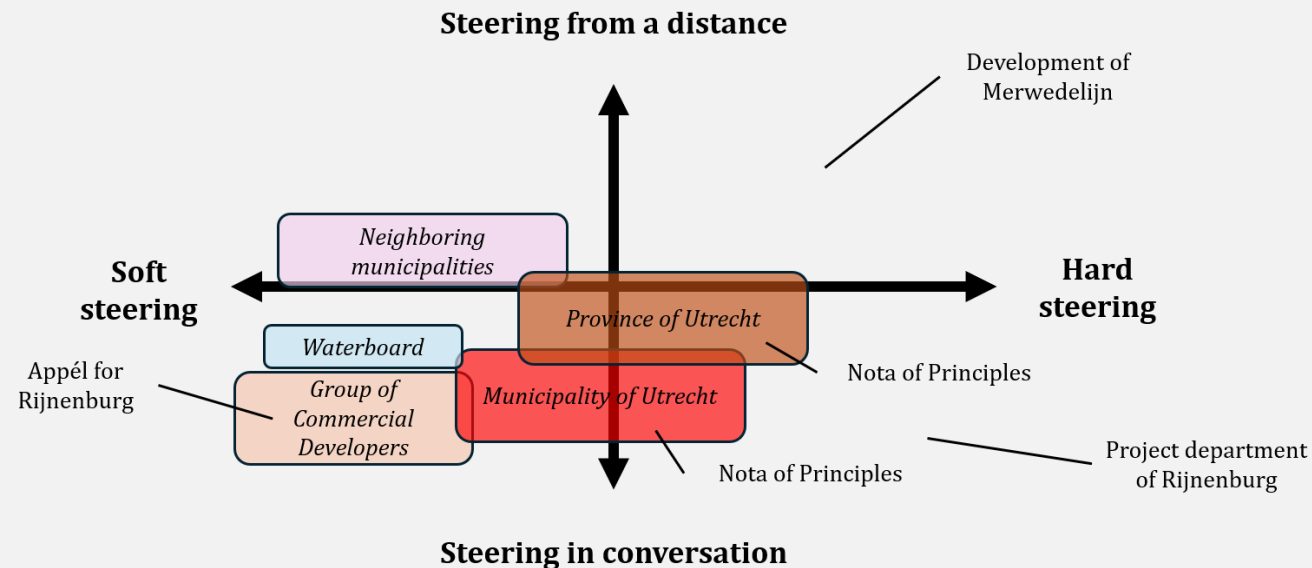 Steering from a distance
Development of
Merwedelijn
Neighboring
municipalities
Soft
steering
Hard
steering
Province of Utrecht
Waterboard
Appél for
Rijnenburg
Nota of Principles
Group of
Commercial
Developers
Municipality of Utrecht
Project department
of Rijnenburg
Nota of Principles
Steering in conversation